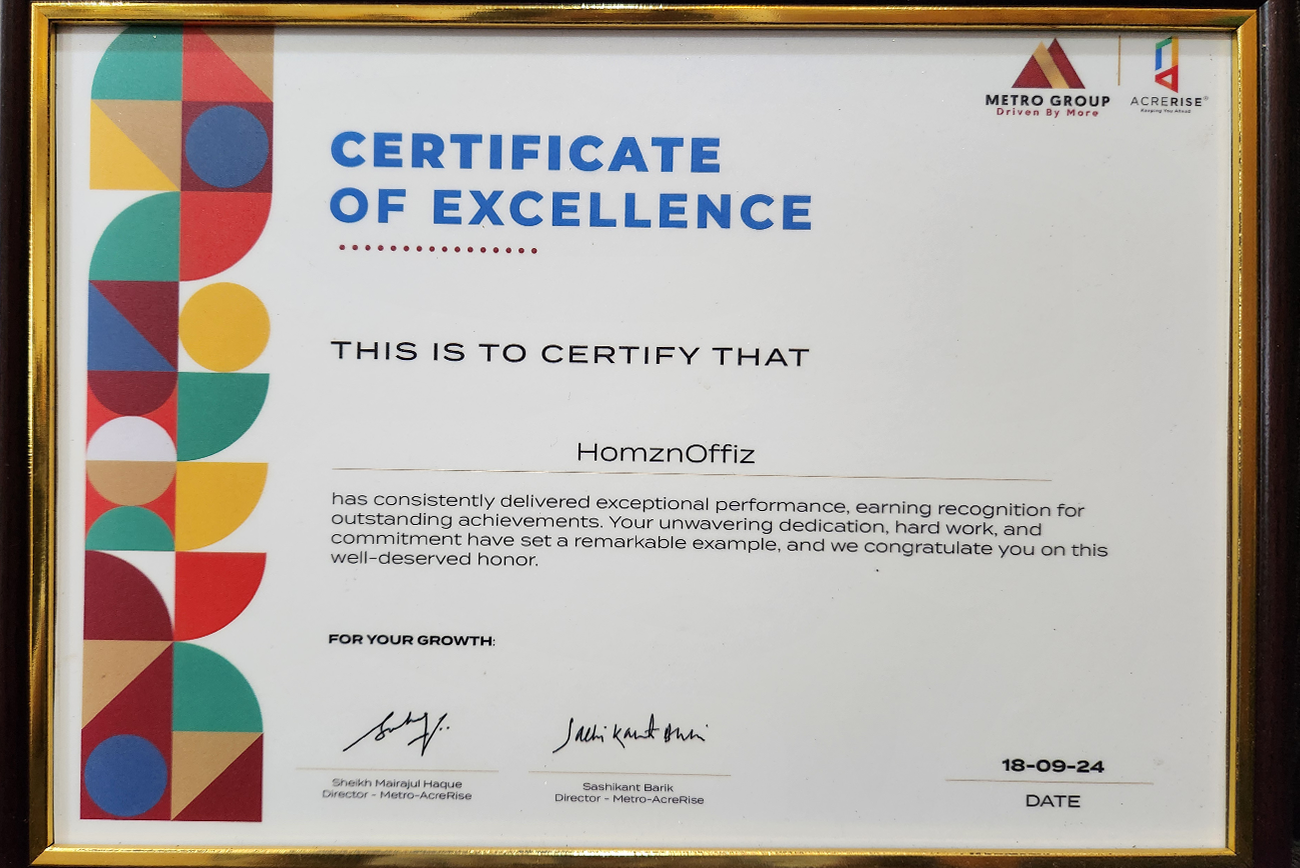 METRO GROUP
Driven By More
ACRERISE®
Keeping You Ahead
CERTIFICATE
OF EXCELLENCE
THIS IS TO CERTIFY THAT
HomznOffiz
has consistently delivered exceptional performance, earning recognition for
outstanding achievements. Your unwavering dedication, hard work, and
commitment have set a remarkable example, and we congratulate you on this
well-deserved honor.
FOR YOUR GROWTH:
Sheikh Mairajul Haque
Director - Metro-AcreRise
Sashikant Barik
Director - Metro-AcreRise
18-09-24
DATE